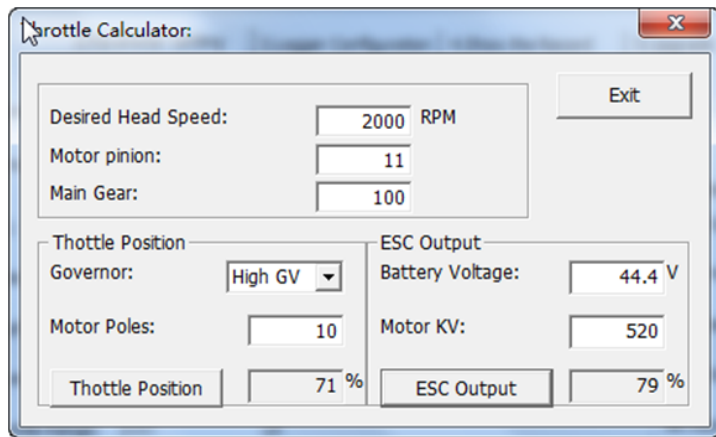 Throttle Calculator:
Exit
Desired Head Speed: 2000 RPM
Motor pinion: 11
Main Gear: 100
Thottle Position
Governor: High GV
Motor Poles: 10
Thottle Position 71 %
ESC Output
Battery Voltage: 44.4 V
Motor KV: 520
ESC Output 79 %